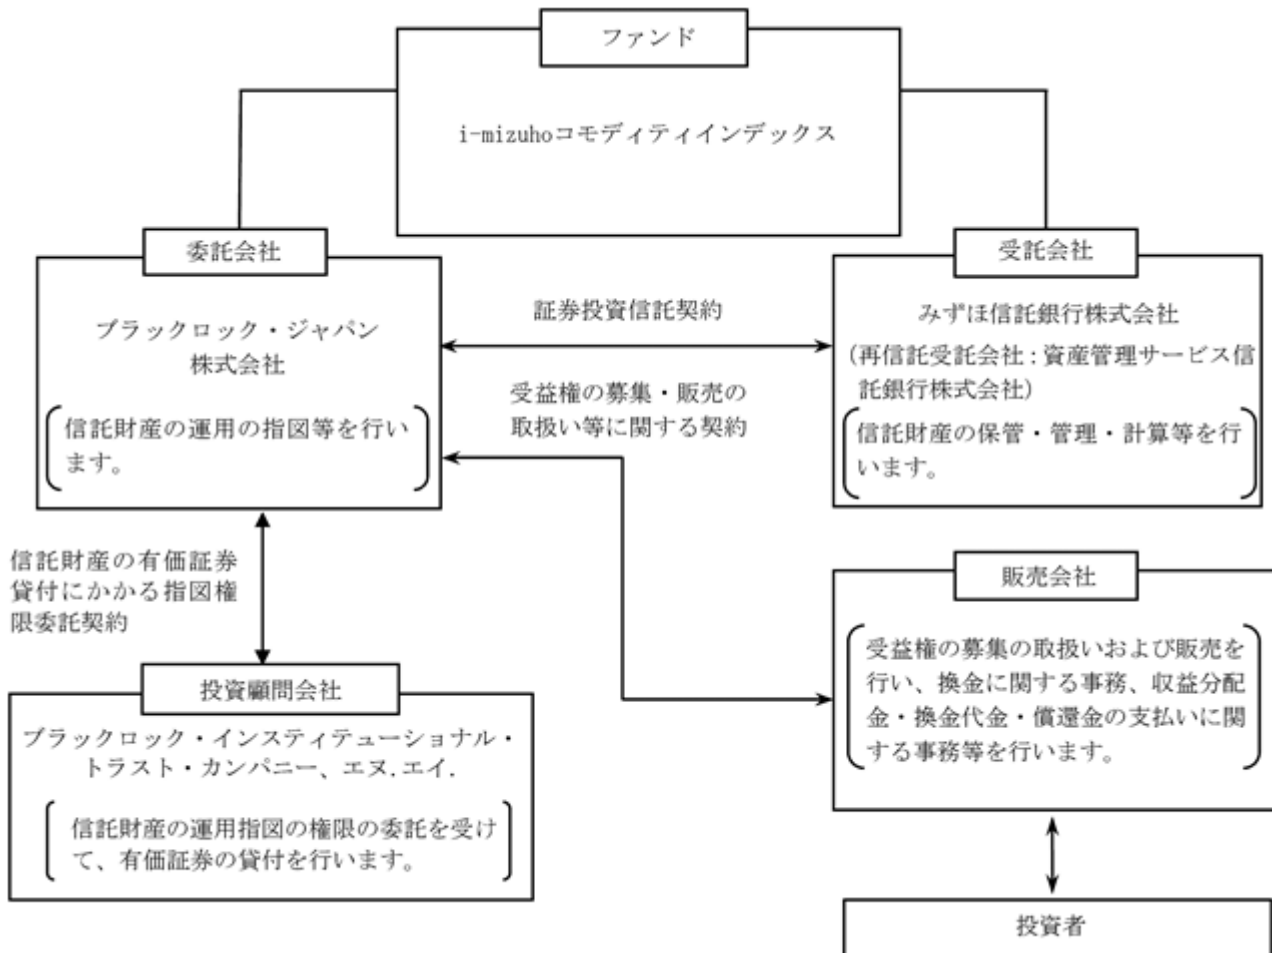 ファンド
i-mizuhoコモディティインデックス
委託会社
ブラックロック・ジャパン
株式会社
信託財産の運用の指図等を行い
ます。
証券投資信託契約
受益権の募集・販売の
取扱い等に関する契約
受託会社
みずほ信託銀行株式会社
(再信託受託会社:資産管理サービス信
託銀行株式会社)
信託財産の保管・管理・計算等を行
います。
信託財産の有価証券
貸付にかかる指図権
限委託契約
投資顧問会社
ブラックロック・インスティテューショナル・
トラスト・カンパニー、エヌ.エイ.
信託財産の運用指図の権限の委託を受け
て、有価証券の貸付を行います。
販売会社
受益権の募集の取扱いおよび販売を
行い、換金に関する事務、収益分配
金・換金代金・償還金の支払いに関
する事務等を行います。
投資者